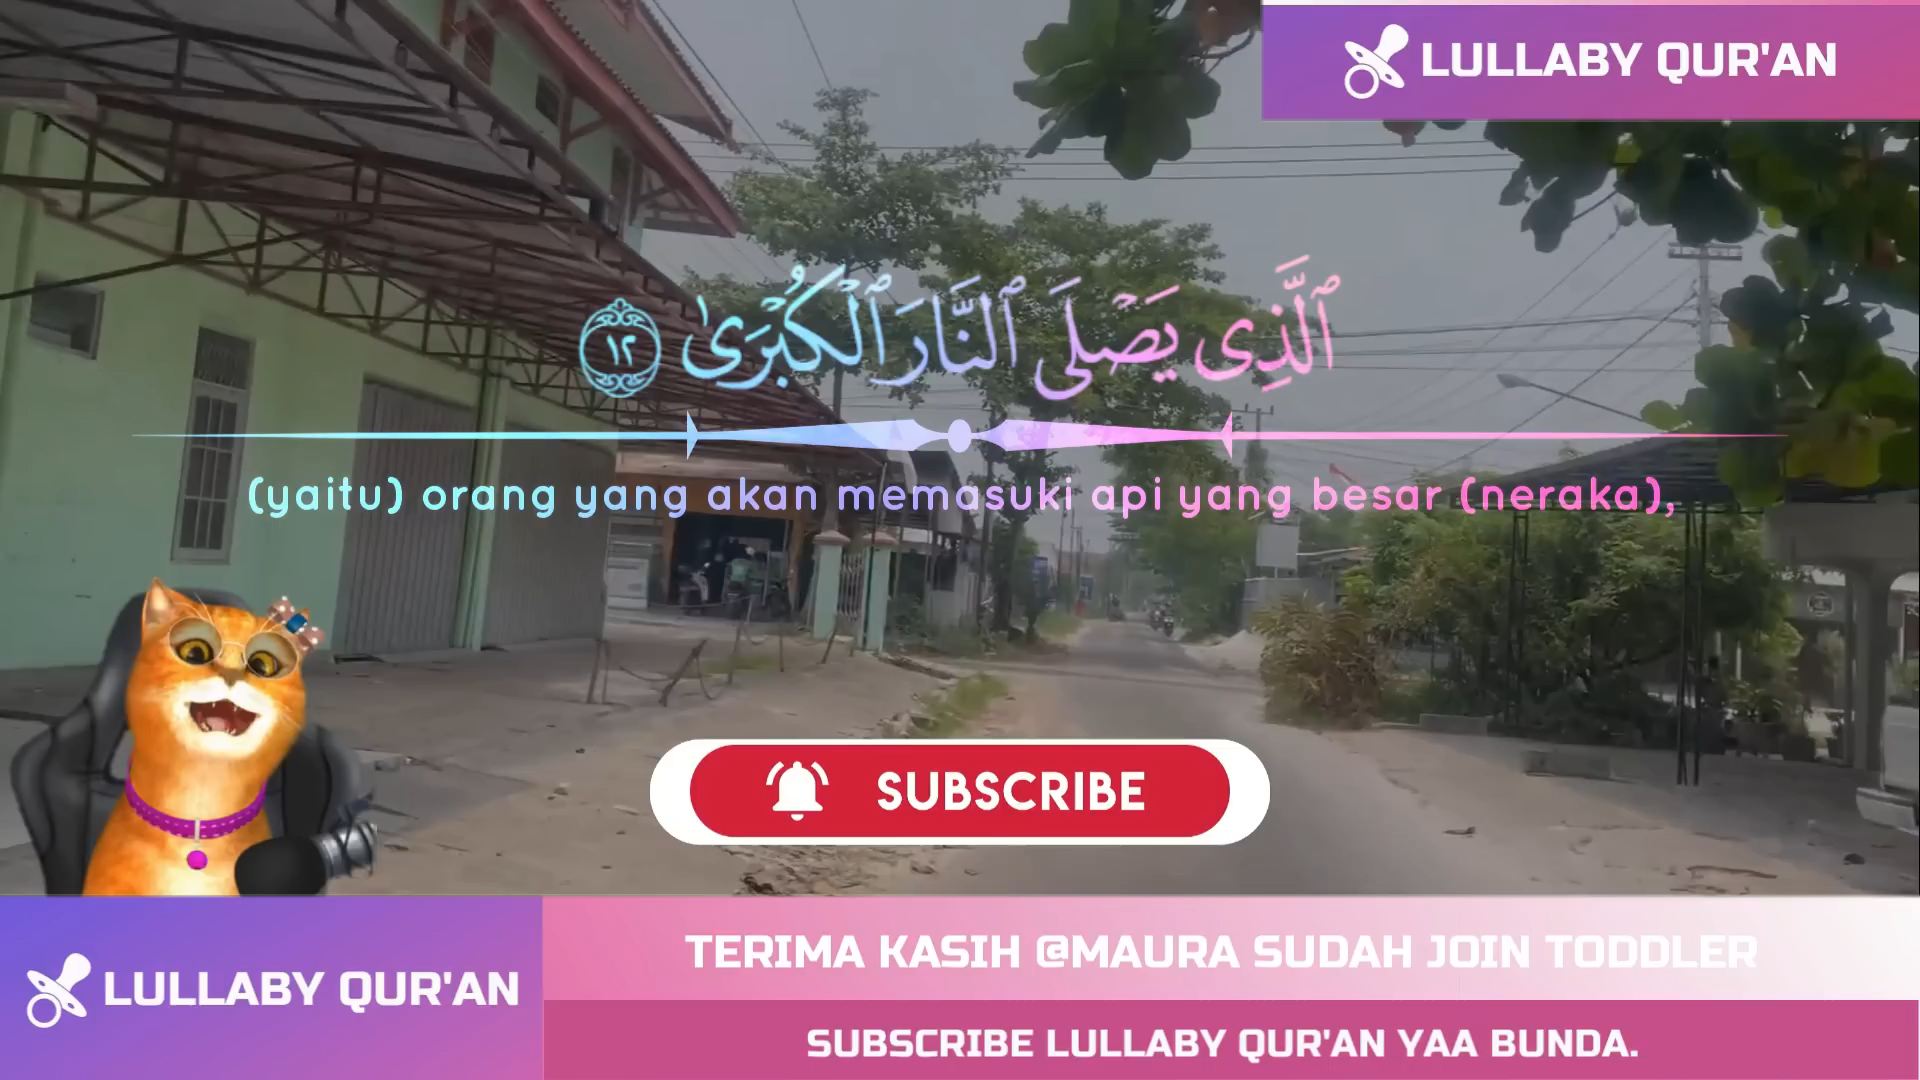 LULLABY QUR'AN
ٱلَّذِى يَصْلَى ٱلنَّارَ ٱلْكُبْرَىٰ ١٢
(yaitu) orang yang akan memasuki api yang besar (neraka),
SUBSCRIBE
LULLABY QUR'AN
TERIMA KASIH @MAURA SUDAH JOIN TODDLER
SUBSCRIBE LULLABY QUR'AN YAA BUNDA.